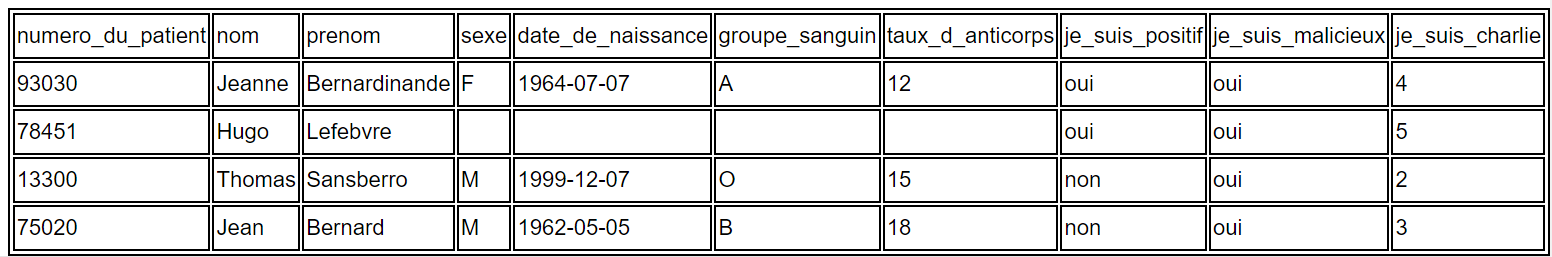 numero_du_patient nom prenom sexe date_de_naissance groupe_sanguin taux_d_anticorps je_suis_positif je_suis_malicieux je_suis_charlie
93030 Jeanne Bernardinande F 1964-07-07 A 12 oui oui 4
78451 Hugo Lefebvre oui oui 5
13300 Thomas Sansberro M 1999-12-07 O 15 non oui 2
75020 Jean Bernard M 1962-05-05 B 18 non oui 3